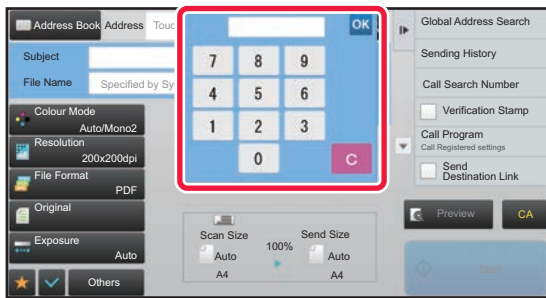 Address Book
Address
Touc
OK
Subject
File Name
Specified by Sy
7 8 9
4 5 6
1 2 3
0 C
Colour Mode
Auto/Mono2
Resolution
200x200dpi
File Format
PDF
Original
Exposure
Auto
Others
Scan Size
100%
Send Size
Auto
Auto
A4
A4
Global Address Search
Sending History
Call Search Number
Verification Stamp
Call Program
Call Registered settings
Send
Destination Link
Preview
CA
Start